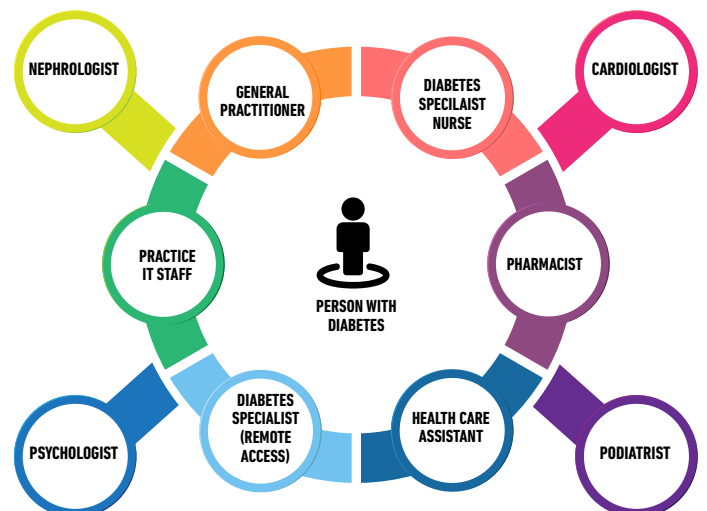 NEPHROLOGIST
GENERAL
PRACTITIONER
DIABETES
SPECILAIST
NURSE
CARDIOLOGIST
PRACTICE
IT STAFF
PERSON WITH
DIABETES
PHARMACIST
PSYCHOLOGIST
DIABETES
SPECIALIST
(REMOTE
ACCESS)
HEALTH CARE
ASSISTANT
PODIATRIST